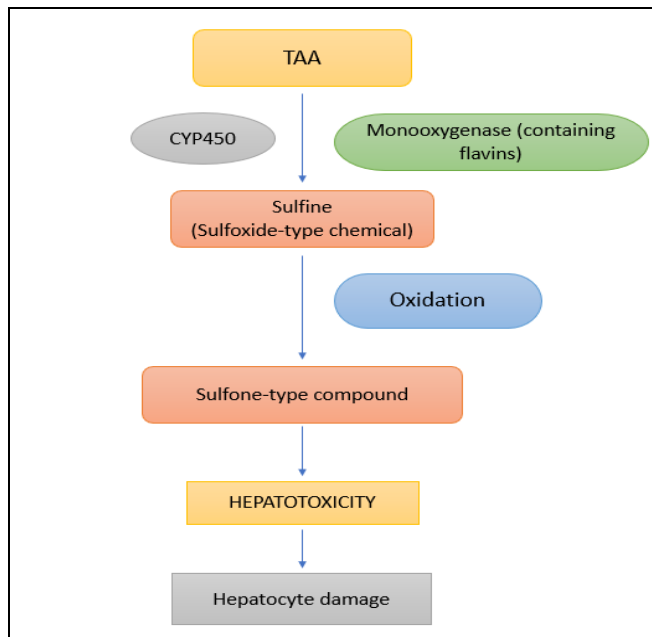 TAA
CYP450
Monooxygenase (containing
flavins)
Sulfine
(Sulfoxide-type chemical)
Oxidation
Sulfone-type compound
HEPATOTOXICITY
Hepatocyte damage